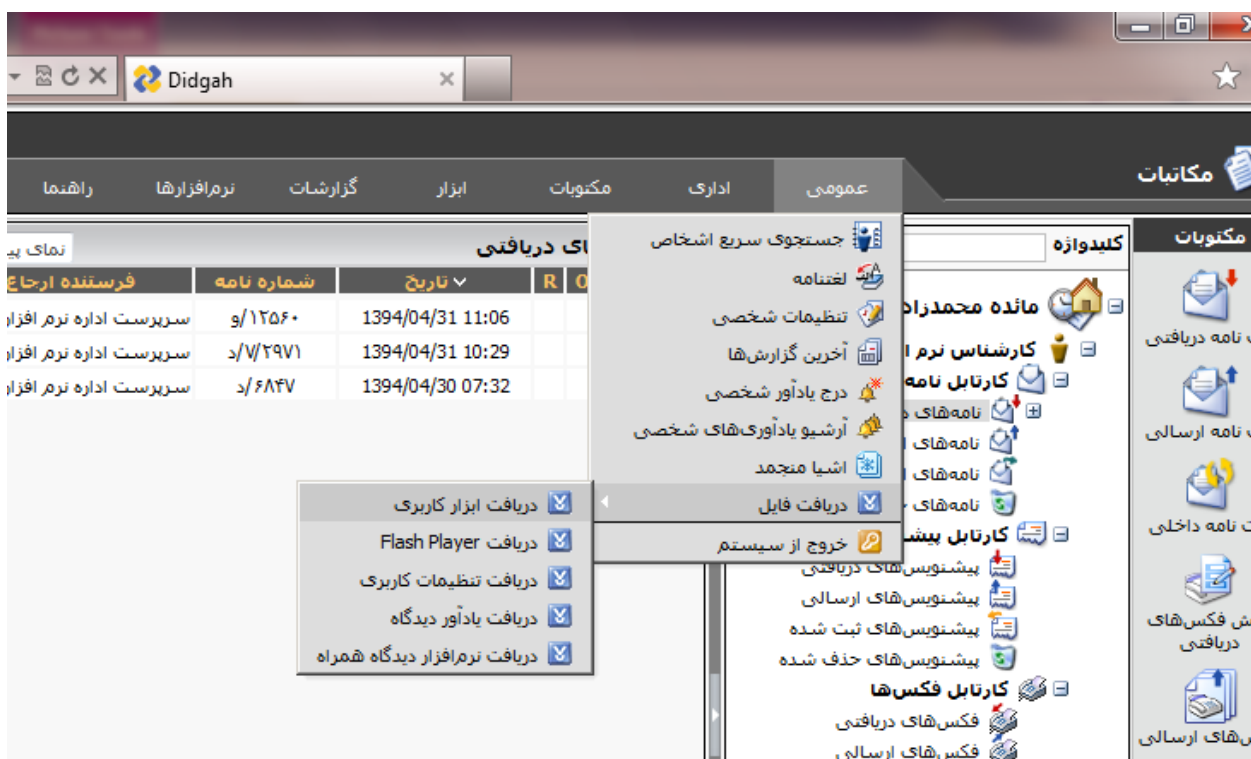 Didgah
مکاتبات
عمومی
اداری
مکتوبات
ابزار
گزارشات
نرم‌افزارها
راهنما
مکتوبات
نامه دریافتی
نامه ارسالی
نامه داخلی
فکس‌های
دریافتی
ارسالی
کلیدواژه
مائده محمدزاد
کارشناس نرم ا
کارتابل نامه
نامه‌های د
نامه‌های ا
نامه‌های ا
نامه‌های
کارتابل پیش
پیشنویس‌های دریافتی
پیشنویس‌های ارسالی
پیشنویس‌های ثبت شده
پیشنویس‌های حذف شده
کارتابل فکس‌ها
فکس‌های دریافتی
فکس‌های ارسالی
جستجوی سریع اشخاص
لغتنامه
تنظیمات شخصی
آخرین گزارش‌ها
درج یادآور شخصی
آرشیو یادآوری‌های شخصی
اشیا منجمد
دریافت فایل
خروج از سیستم
دریافت ابزار کاربری
دریافت Flash Player
دریافت تنظیمات کاربری
دریافت یادآور دیدگاه
دریافت نرم‌افزار دیدگاه همراه
دریافتی
نمای
R تاریخ شماره نامه فرستنده ارجاع
1394/04/31 11:06 ۱۲۵۶۰/و سرپرست اداره نرم افزار
1394/04/31 10:29 ۷/۲۹۷۱/د سرپرست اداره نرم افزار
1394/04/30 07:32 ۶۸۴۷/د سرپرست اداره نرم افزار